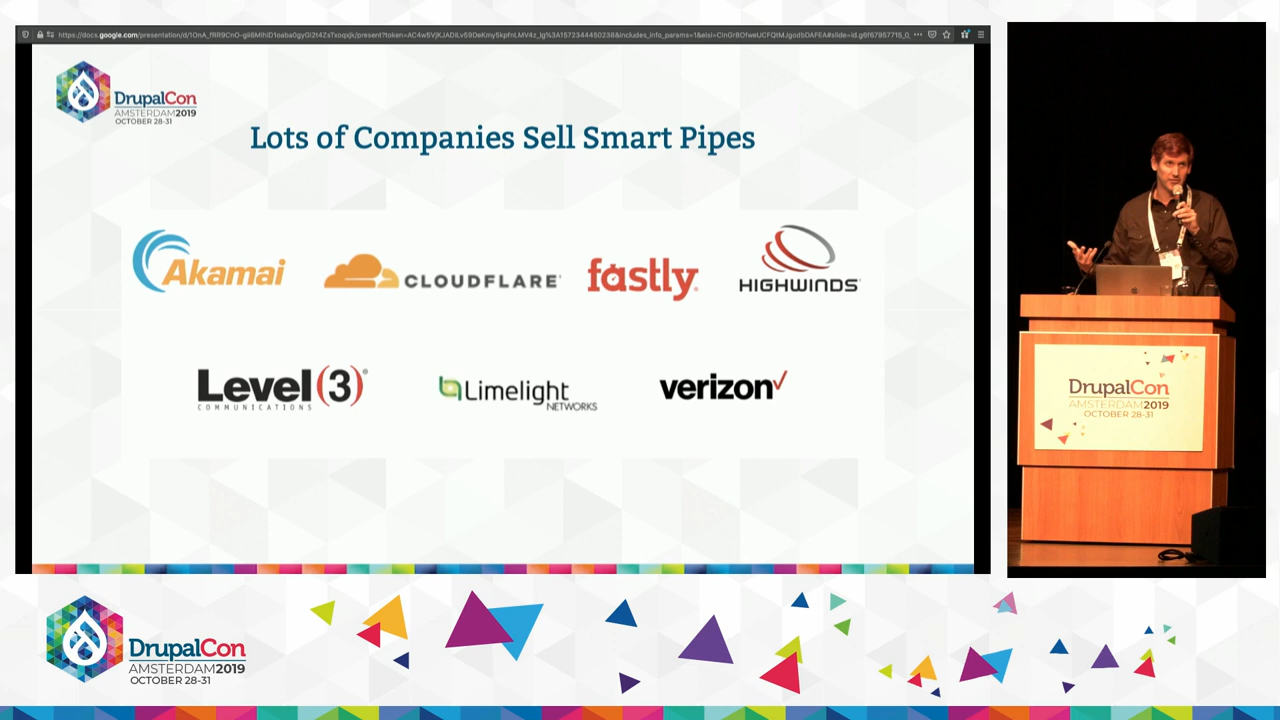 DrupalCon
AMSTERDAM2019
OCTOBER 28-31
Lots of Companies Sell Smart Pipes
Akamai
CLOUDFLARE
fastly
HIGHWINDS
Level(3)
COMMUNICATIONS
Limelight
NETWORKS
verizon
DrupalCon
AMSTERDAM2019
OCTOBER 28-31
DrupalCon
AMSTERDAM2019
OCTOBER 28-31